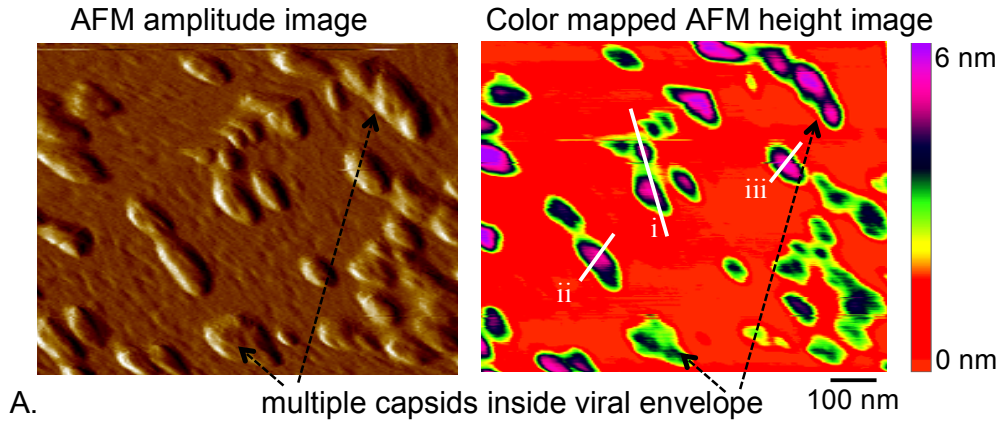 AFM amplitude image
Color mapped AFM height image
6 nm
iii
i
ii
0 nm
A.
multiple capsids inside viral envelope
100 nm